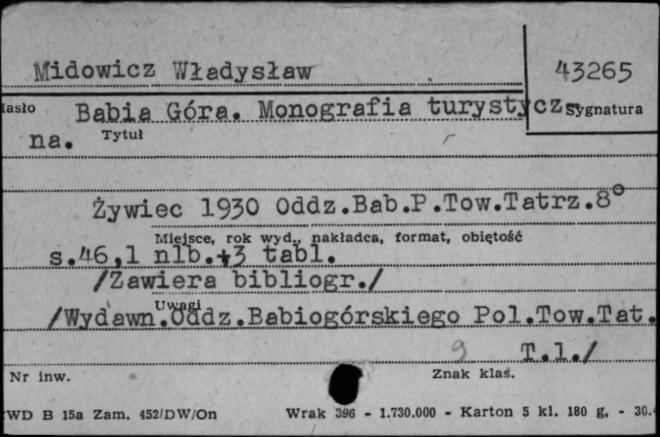 Midowicz Władysław
43265
Hasło
Babia Góra. Monografia turystycz-
Sygnatura
na.
Tytuł
Żywiec 1930 Oddz.Bab.P.Tow.Tatrz.8°
Miejsce, rok wyd., nakładca, format, objętość
s.46,1 nlb.+3 tabl.
/Zawiera bibliogr./
Uwagi
/Wydawn.Oddz.Babiogórskiego Pol.Tow.Tat.
9 T.1./
Nr inw.
Znak klas.
WD B 15a Zam. 452/DW/On Wrak 396 - 1.730.000 - Karton 5 kl. 180 g, - 30.